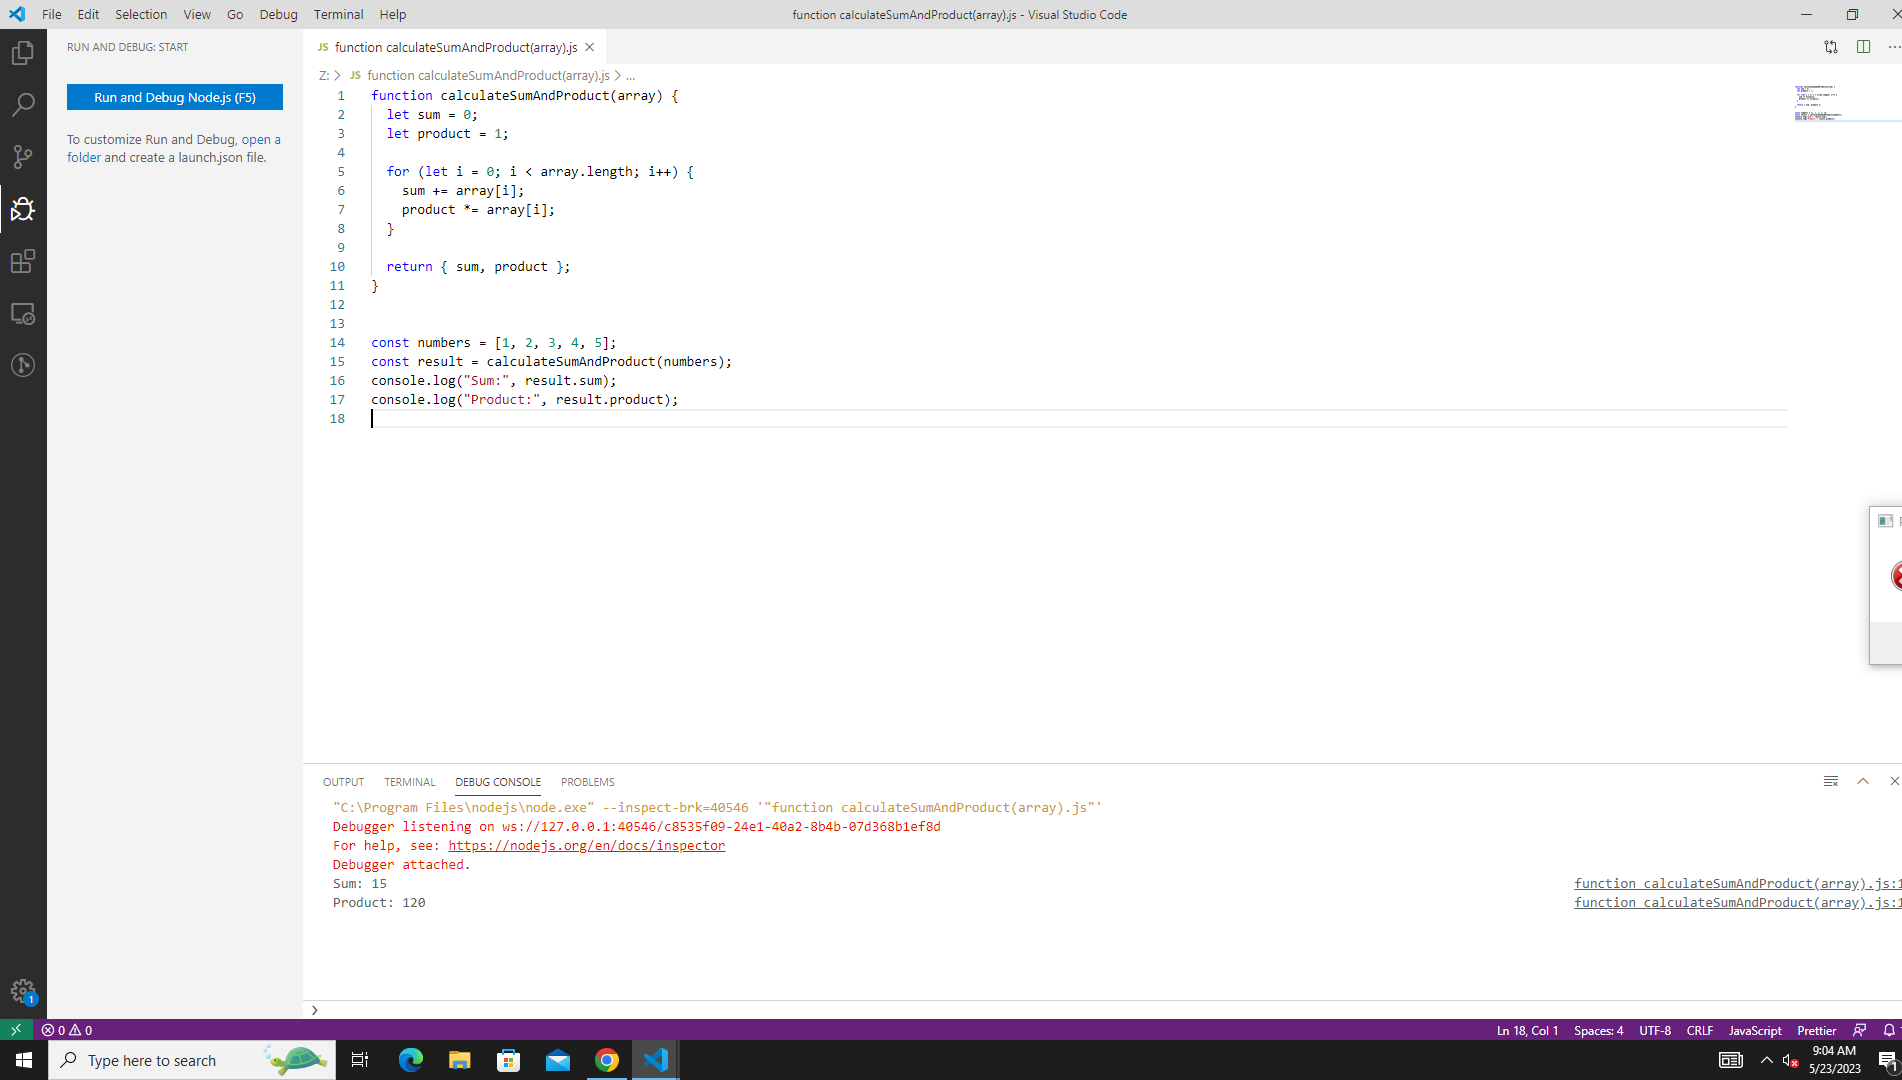 File Edit Selection View Go Debug Terminal Help
function calculateSumAndProduct(array).js - Visual Studio Code
RUN AND DEBUG: START
Run and Debug Node.js (F5)
To customize Run and Debug, open a
folder and create a launch.json file.
JS function calculateSumAndProduct(array).js
Z: > JS function calculateSumAndProduct(array).js > ...
1 function calculateSumAndProduct(array) {
2 let sum = 0;
3 let product = 1;
4
5 for (let i = 0; i < array.length; i++) {
6 sum += array[i];
7 product *= array[i];
8 }
9
10 return { sum, product };
11 }
12
13
14 const numbers = [1, 2, 3, 4, 5];
15 const result = calculateSumAndProduct(numbers);
16 console.log("Sum:", result.sum);
17 console.log("Product:", result.product);
18
OUTPUT TERMINAL DEBUG CONSOLE PROBLEMS
"C:\Program Files\nodejs\node.exe" --inspect-brk=40546 '"function calculateSumAndProduct(array).js"'
Debugger listening on ws://127.0.0.1:40546/c8535f09-24e1-40a2-8b4b-07d368b1ef8d
For help, see: https://nodejs.org/en/docs/inspector
Debugger attached.
Sum: 15 function calculateSumAndProduct(array).js:1
Product: 120 function calculateSumAndProduct(array).js:1
>
1
0 0
Ln 18, Col 1 Spaces: 4 UTF-8 CRLF JavaScript Prettier
Type here to search
9:04 AM
5/23/2023
1